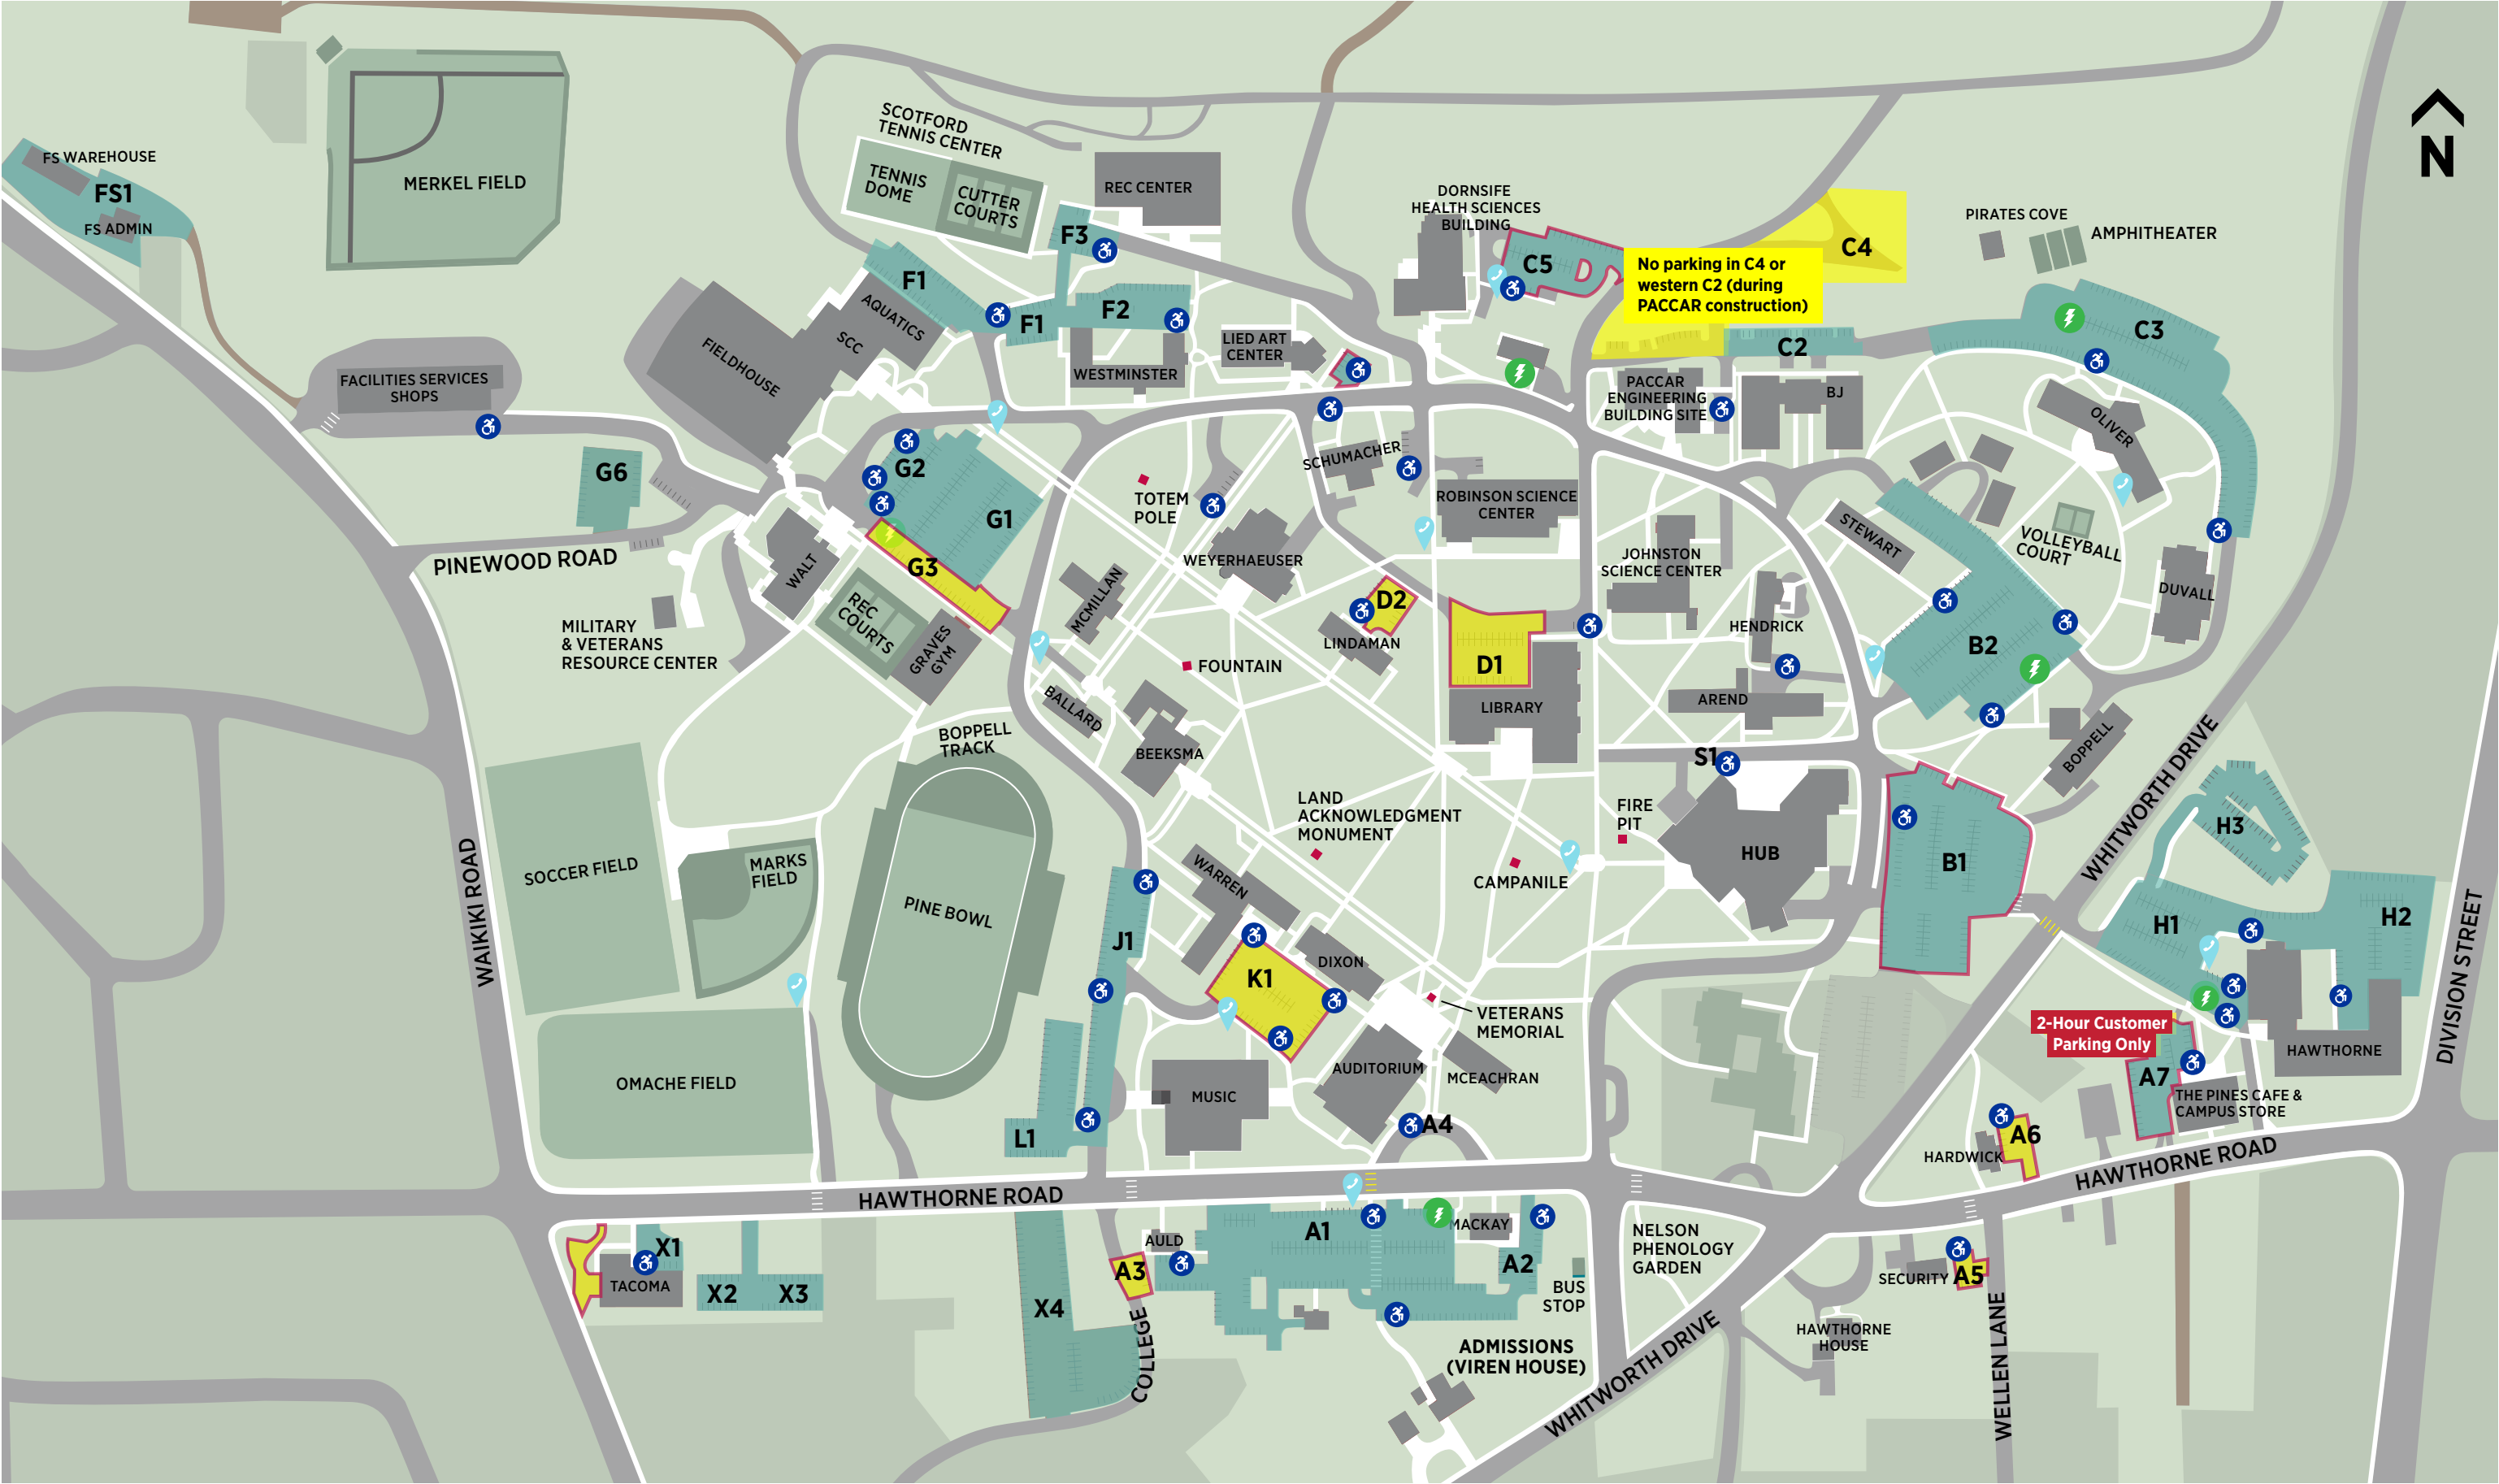 FS WAREHOUSE
FS1
FS ADMIN
MERKEL FIELD
SCOTFORD
TENNIS CENTER
TENNIS
DOME
CUTTER
COURTS
REC CENTER
F3
F1
F1
F2
AQUATICS
SCC
FIELDHOUSE
WESTMINSTER
LIED ART
CENTER
DORNSIFE
HEALTH SCIENCES
BUILDING
C5
No parking in C4 or
western C2 (during
PACCAR construction)
C4
PIRATES COVE
AMPHITHEATER
N
C2
C3
PACCAR
ENGINEERING
BUILDING SITE
BJ
OLIVER
FACILITIES SERVICES
SHOPS
G6
G2
G1
G3
PINEWOOD ROAD
WALT
REC
COURTS
GRAVES
GYM
MILITARY
& VETERANS
RESOURCE CENTER
TOTEM
POLE
SCHUMACHER
ROBINSON SCIENCE
CENTER
WEYERHAEUSER
MCMILLAN
D2
LINDAMAN
D1
LIBRARY
FOUNTAIN
JOHNSTON
SCIENCE CENTER
HENDRICK
AREND
STEWART
VOLLEYBALL
COURT
DUVALL
B2
BOPPELL
BALLARD
BEEKSMA
BOPPELL
TRACK
S1
LAND
ACKNOWLEDGMENT
MONUMENT
FIRE
PIT
HUB
CAMPANILE
B1
WHITWORTH DRIVE
H3
H1
H2
DIVISION STREET
WAIKIKI ROAD
SOCCER FIELD
MARKS
FIELD
PINE BOWL
OMACHE FIELD
J1
WARREN
K1
DIXON
VETERANS
MEMORIAL
AUDITORIUM
MCEACHRAN
MUSIC
L1
A4
2-Hour Customer
Parking Only
A7
HAWTHORNE
THE PINES CAFE &
CAMPUS STORE
A6
HARDWICK
HAWTHORNE ROAD
HAWTHORNE ROAD
X1
TACOMA
X2
X3
X4
AULD
A3
COLLEGE
A1
MACKAY
A2
BUS
STOP
ADMISSIONS
(VIREN HOUSE)
NELSON
PHENOLOGY
GARDEN
WHITWORTH DRIVE
SECURITY
A5
HAWTHORNE
HOUSE
WELLEN LANE